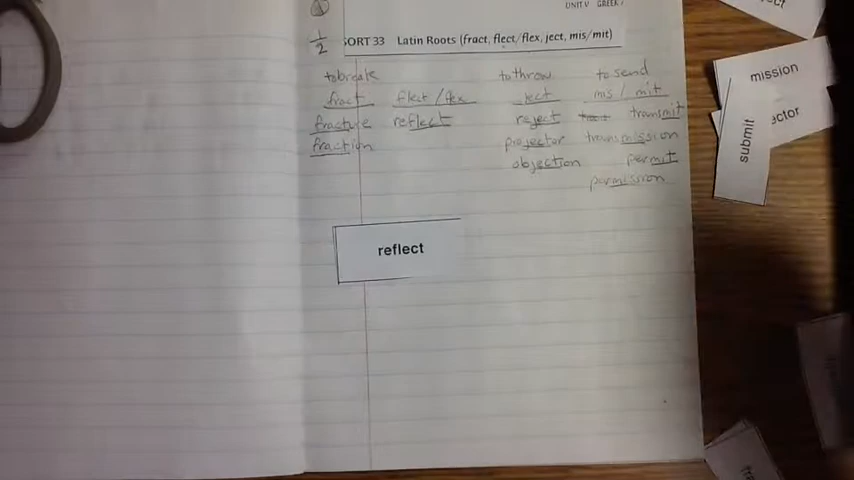 UNIT V GREEK
1/2
SORT 33 Latin Roots (fract, flect/flex, ject, mis/mit)
to break to throw to send
fract flect / flex ject mis / mit
fracture reflect reject transmit
fraction projector transmission
objection permit
permission
reflect
mission
ector
submit